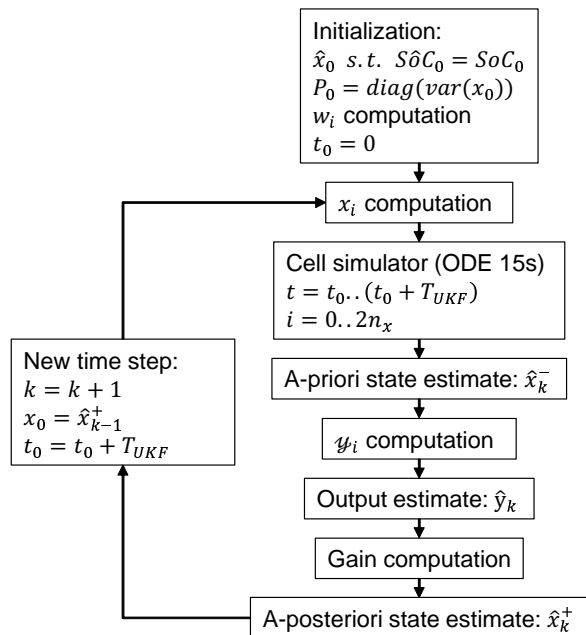 Initialization:
x̂₀ s.t. SôC₀ = SoC₀
P₀ = diag(var(x₀))
wᵢ computation
t₀ = 0
xᵢ computation
Cell simulator (ODE 15s)
t = t₀..(t₀ + T_UKF)
i = 0..2nₓ
A-priori state estimate: x̂ₖ⁻
𝓎ᵢ computation
Output estimate: ŷₖ
Gain computation
A-posteriori state estimate: x̂ₖ⁺
New time step:
k = k + 1
x₀ = x̂ₖ₋₁⁺
t₀ = t₀ + T_UKF